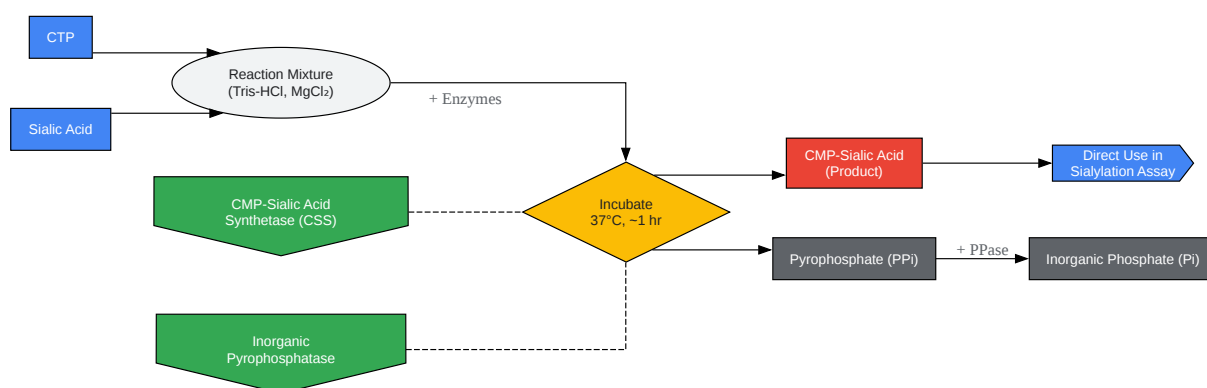 CTP
Sialic Acid
Reaction Mixture
(Tris-HCl, MgCl₂)
+ Enzymes
CMP-Sialic Acid
Synthetase (CSS)
Inorganic
Pyrophosphatase
Incubate
37°C, ~1 hr
CMP-Sialic Acid
(Product)
Direct Use in
Sialylation Assay
Pyrophosphate (PPi)
+ PPase
Inorganic Phosphate (Pi)